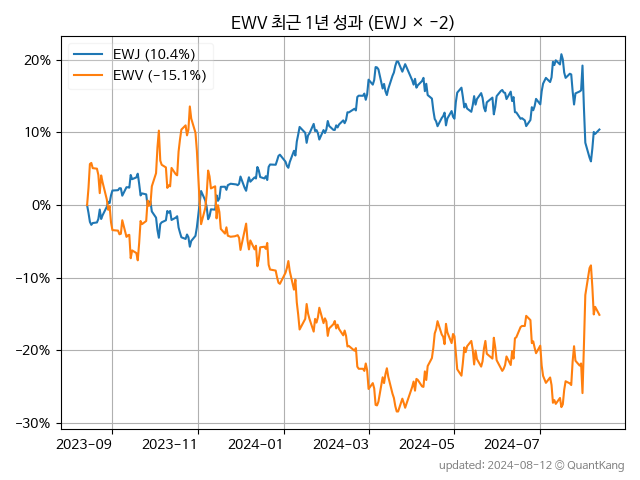 EWV 최근 1년 성과 (EWJ × −2)
EWJ (10.4%)
EWV (−15.1%)
20%
10%
0%
−10%
−20%
−30%
2023-09 2023-11 2024-01 2024-03 2024-05 2024-07
updated: 2024-08-12 © QuantKang